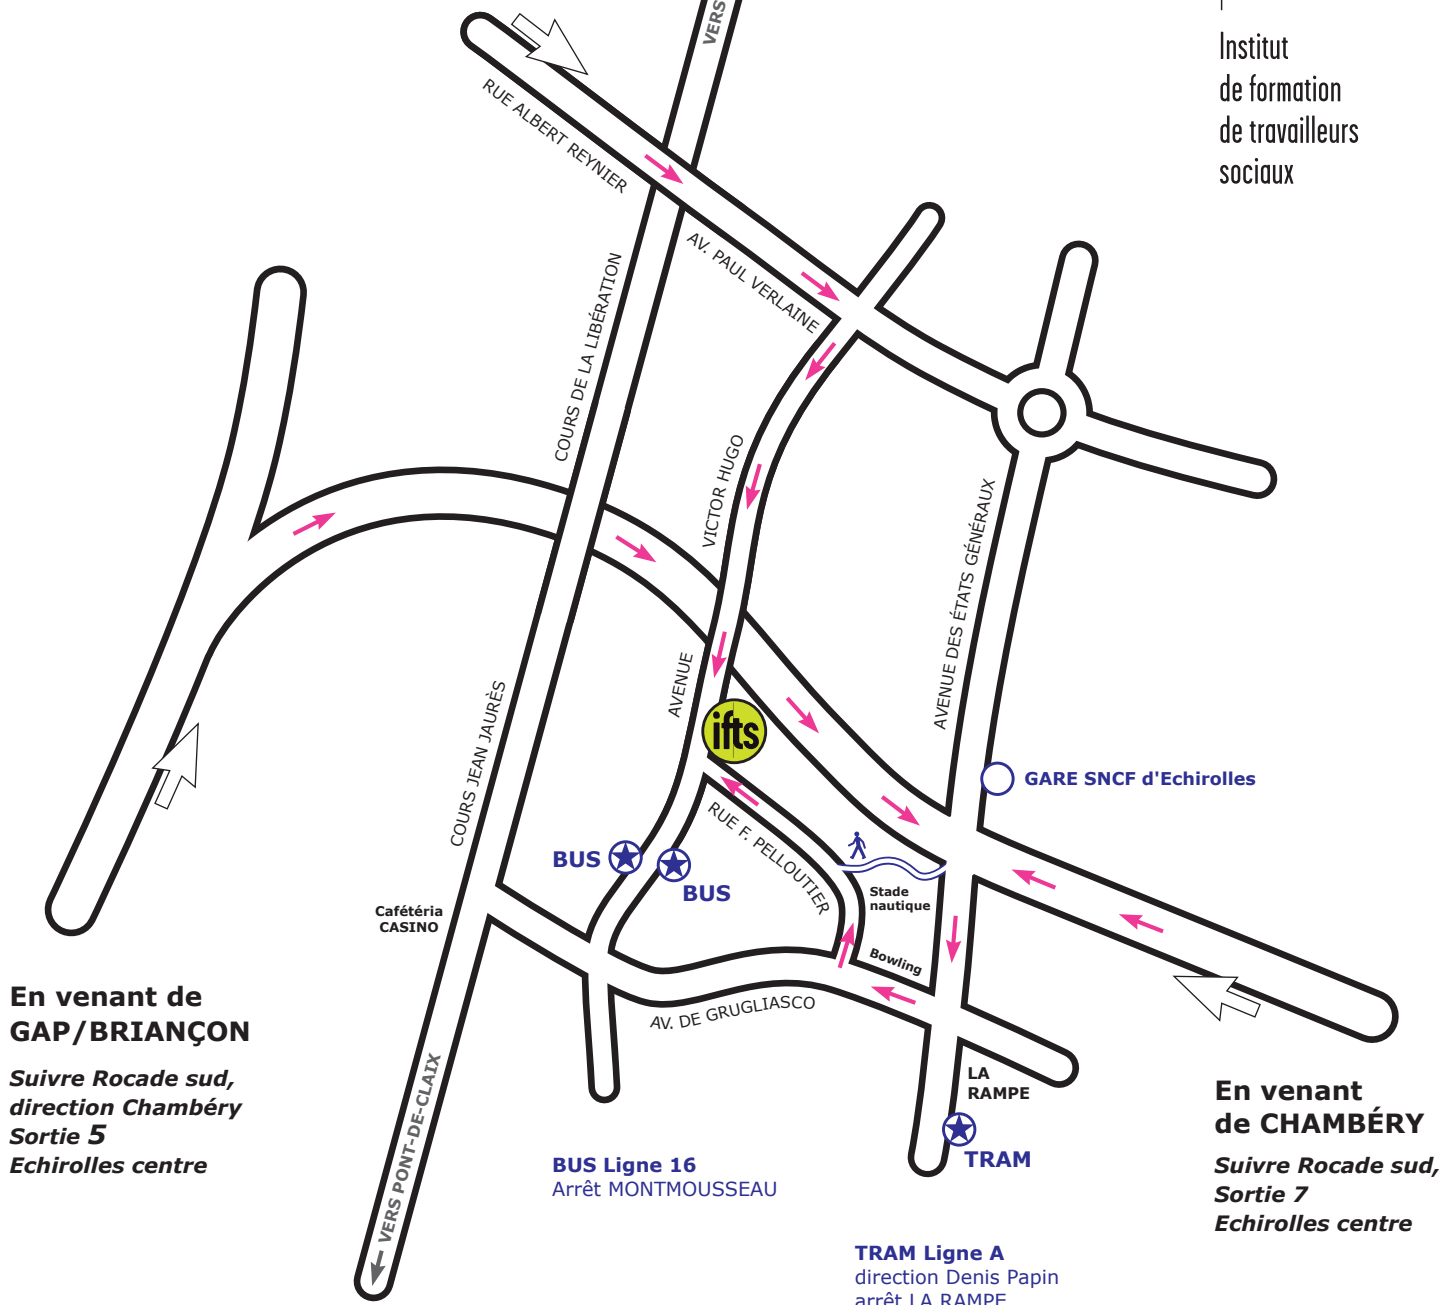 VERS
Institut
de formation
de travailleurs
sociaux
RUE ALBERT REYNIER
AV. PAUL VERLAINE
COURS DE LA LIBÉRATION
VICTOR HUGO
AVENUE DES ÉTATS GÉNÉRAUX
AVENUE
COURS JEAN JAURÈS
ifts
GARE SNCF d'Echirolles
RUE F. PELLOUTIER
BUS
BUS
Stade
nautique
Cafétéria
CASINO
Bowling
AV. DE GRUGLIASCO
En venant de
GAP/BRIANÇON
Suivre Rocade sud,
direction Chambéry
Sortie 5
Echirolles centre
VERS PONT-DE-CLAIX
LA
RAMPE
TRAM
En venant
de CHAMBÉRY
Suivre Rocade sud,
Sortie 7
Echirolles centre
BUS Ligne 16
Arrêt MONTMOUSSEAU
TRAM Ligne A
direction Denis Papin
arrêt LA RAMPE